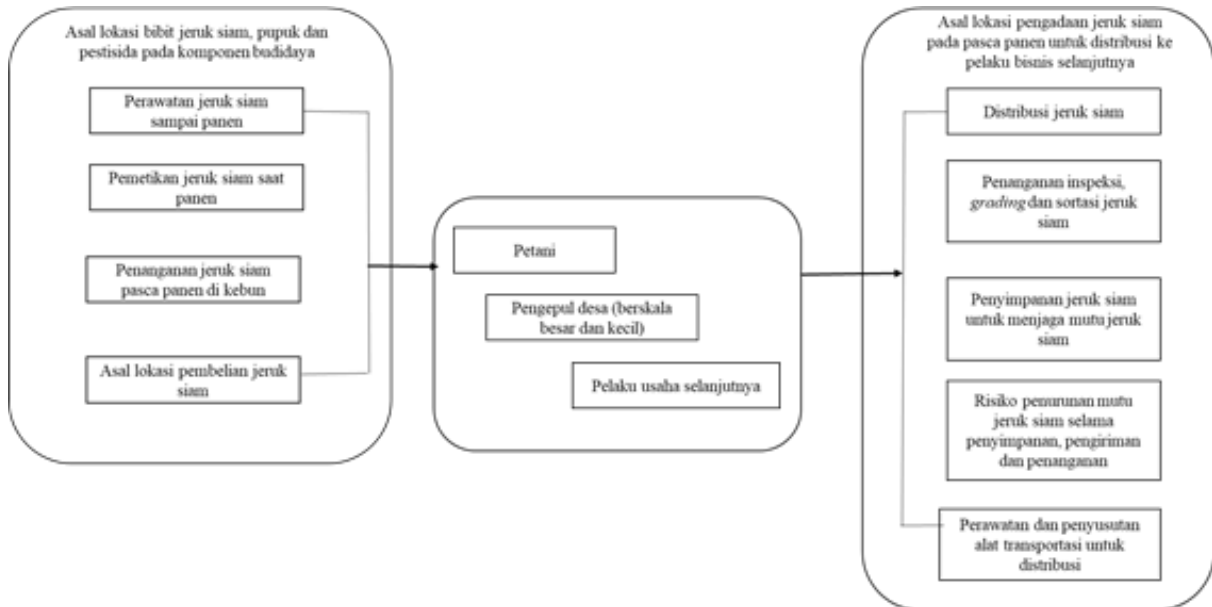 Asal lokasi bibit jeruk siam, pupuk dan
pestisida pada komponen budidaya
Perawatan jeruk siam
sampai panen
Pemetikan jeruk siam saat
panen
Penanganan jeruk siam
pasca panen di kebun
Asal lokasi pembelian jeruk
siam
Petani
Pengepul desa (berskala
besar dan kecil)
Pelaku usaha selanjutnya
Asal lokasi pengadaan jeruk siam
pada pasca panen untuk distribusi ke
pelaku bisnis selanjutnya
Distribusi jeruk siam
Penanganan inspeksi,
grading dan sortasi jeruk
siam
Penyimpanan jeruk siam
untuk menjaga mutu jeruk
siam
Risiko penurunan mutu
jeruk siam selama
penyimpanan, pengiriman
dan penanganan
Perawatan dan penyusutan
alat transportasi untuk
distribusi